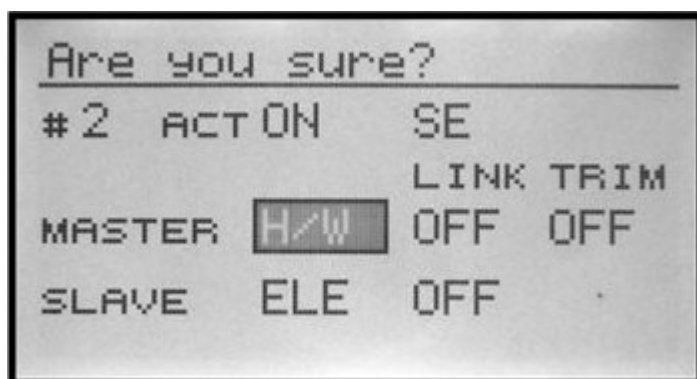 Are you sure?
#2 ACT ON SE
LINK TRIM
MASTER H/W OFF OFF
SLAVE ELE OFF